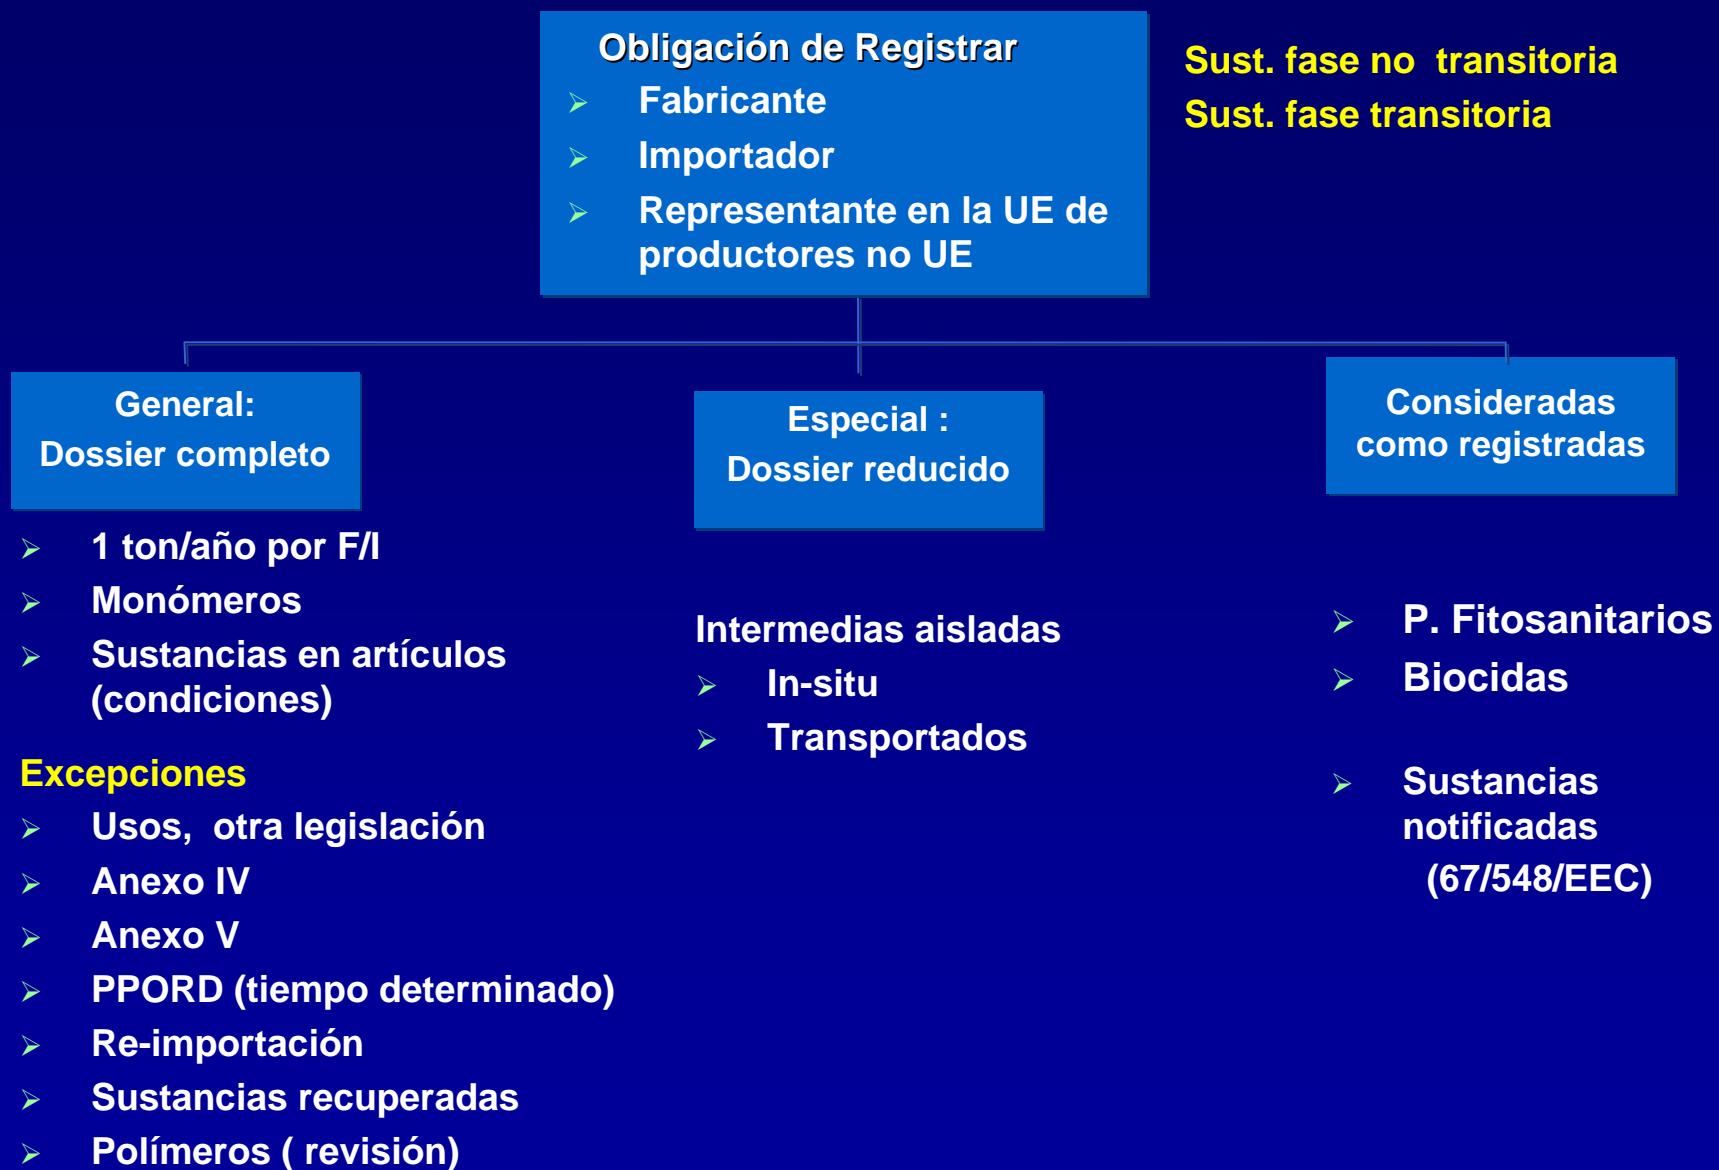 Obligación de Registrar
Fabricante
Importador
Representante en la UE de
productores no UE
Sust. fase no  transitoria
Sust. fase transitoria
General:
Dossier completo
1 ton/año por F/I
Monómeros
Sustancias en artículos
(condiciones)
Excepciones
Usos,  otra legislación
Anexo IV
Anexo V
PPORD (tiempo determinado)
Re-importación
Sustancias recuperadas
Polímeros ( revisión)
Especial :
Dossier reducido
Intermedias aisladas
In-situ
Transportados
Consideradas
como registradas
P. Fitosanitarios
Biocidas
Sustancias
notificadas
(67/548/EEC)